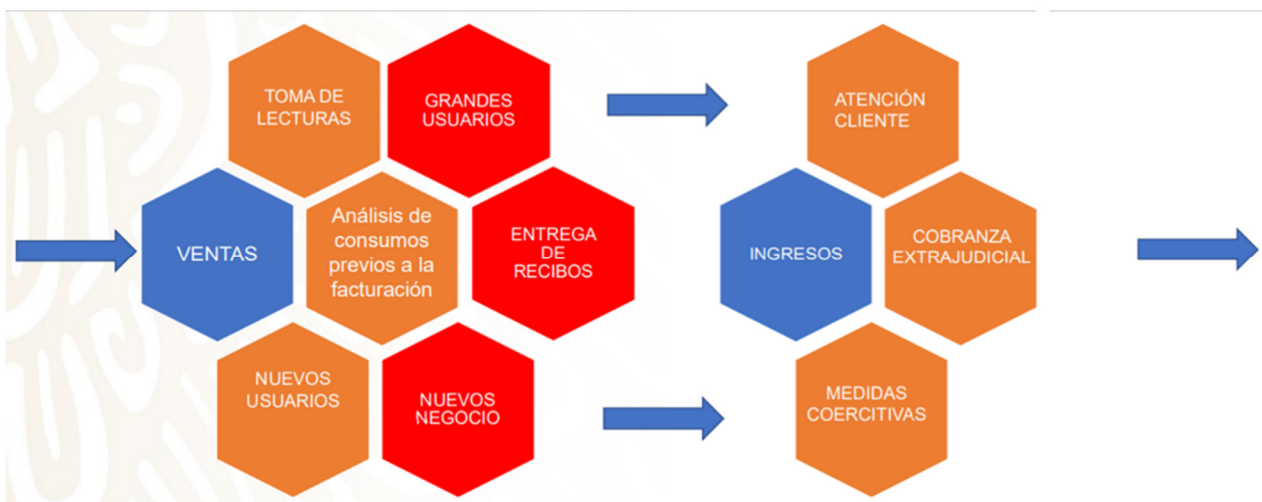 TOMA DE
LECTURAS
GRANDES
USUARIOS
VENTAS
Análisis de
consumos
previos a la
facturación
ENTREGA
DE
RECIBOS
NUEVOS
USUARIOS
NUEVOS
NEGOCIO
ATENCIÓN
CLIENTE
INGRESOS
COBRANZA
EXTRAJUDICIAL
MEDIDAS
COERCITIVAS